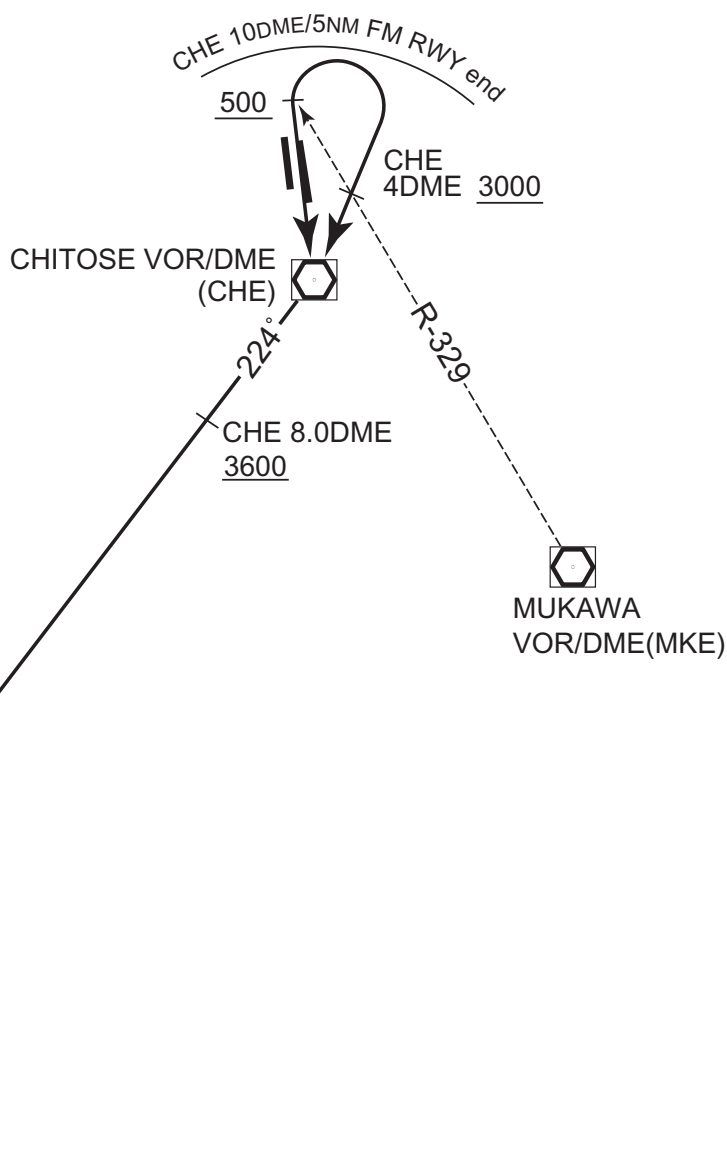 CHE 10DME/5NM FM RWY end
500
CHE
4DME 3000
CHITOSE VOR/DME
(CHE)
R-329
224°
CHE 8.0DME
3600
MUKAWA
VOR/DME(MKE)